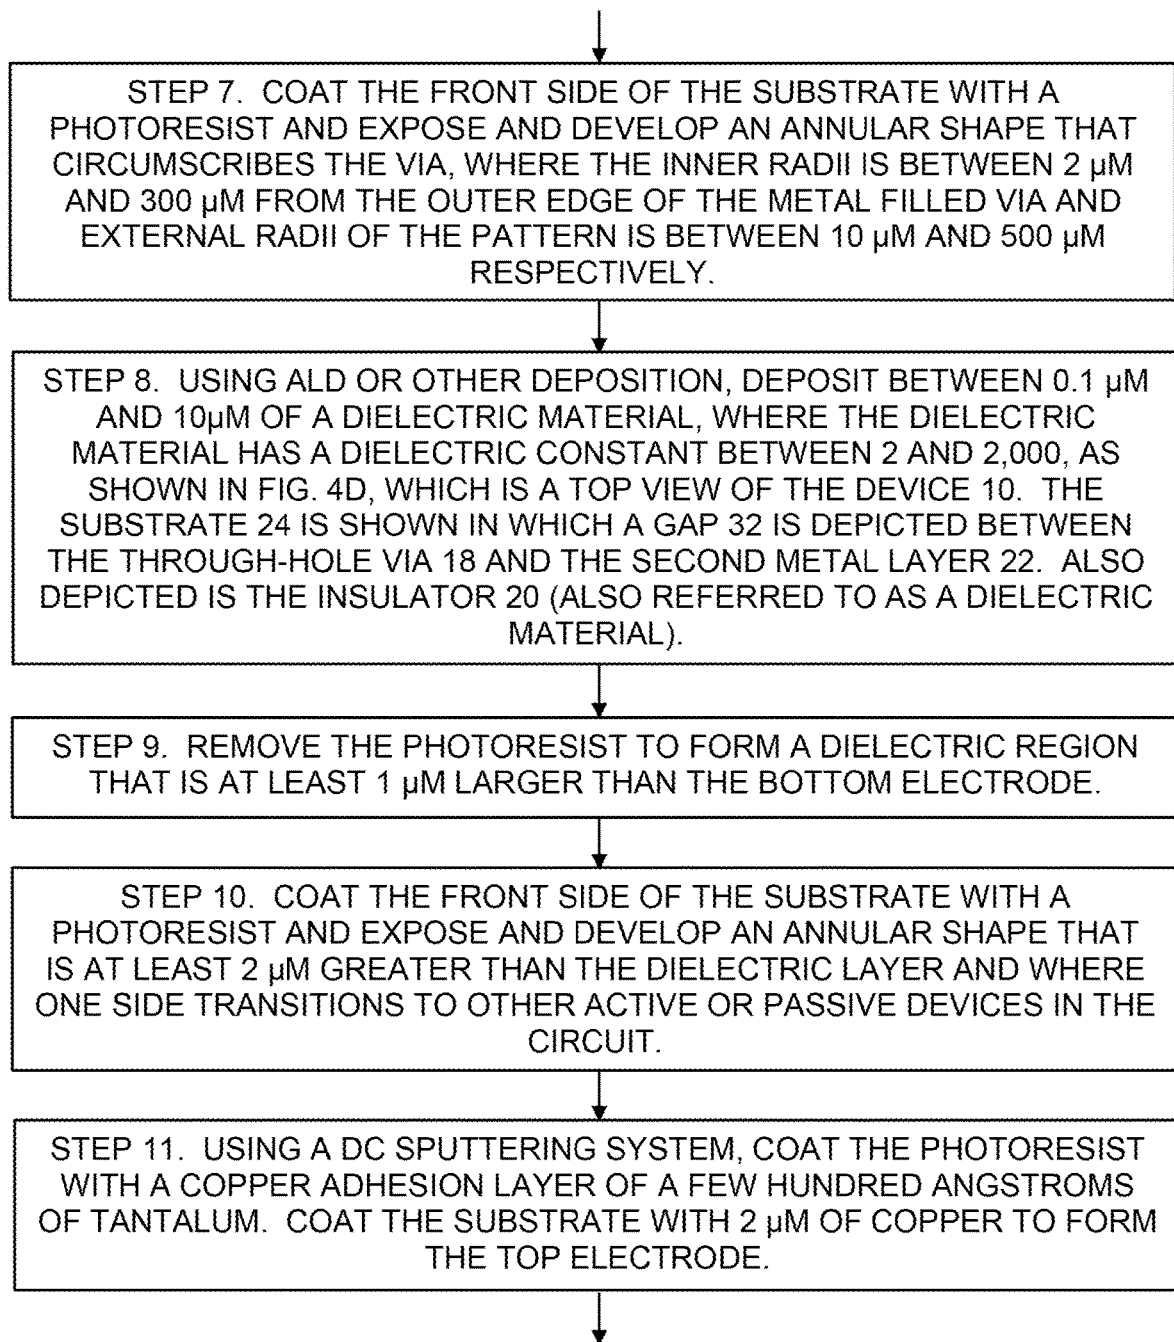 STEP 7. COAT THE FRONT SIDE OF THE SUBSTRATE WITH A
PHOTORESIST AND EXPOSE AND DEVELOP AN ANNULAR SHAPE THAT
CIRCUMSCRIBES THE VIA, WHERE THE INNER RADII IS BETWEEN 2 µM
AND 300 µM FROM THE OUTER EDGE OF THE METAL FILLED VIA AND
EXTERNAL RADII OF THE PATTERN IS BETWEEN 10 µM AND 500 µM
RESPECTIVELY.
STEP 8. USING ALD OR OTHER DEPOSITION, DEPOSIT BETWEEN 0.1 µM
AND 10µM OF A DIELECTRIC MATERIAL, WHERE THE DIELECTRIC
MATERIAL HAS A DIELECTRIC CONSTANT BETWEEN 2 AND 2,000, AS
SHOWN IN FIG. 4D, WHICH IS A TOP VIEW OF THE DEVICE 10. THE
SUBSTRATE 24 IS SHOWN IN WHICH A GAP 32 IS DEPICTED BETWEEN
THE THROUGH-HOLE VIA 18 AND THE SECOND METAL LAYER 22. ALSO
DEPICTED IS THE INSULATOR 20 (ALSO REFERRED TO AS A DIELECTRIC
MATERIAL).
STEP 9. REMOVE THE PHOTORESIST TO FORM A DIELECTRIC REGION
THAT IS AT LEAST 1 µM LARGER THAN THE BOTTOM ELECTRODE.
STEP 10. COAT THE FRONT SIDE OF THE SUBSTRATE WITH A
PHOTORESIST AND EXPOSE AND DEVELOP AN ANNULAR SHAPE THAT
IS AT LEAST 2 µM GREATER THAN THE DIELECTRIC LAYER AND WHERE
ONE SIDE TRANSITIONS TO OTHER ACTIVE OR PASSIVE DEVICES IN THE
CIRCUIT.
STEP 11. USING A DC SPUTTERING SYSTEM, COAT THE PHOTORESIST
WITH A COPPER ADHESION LAYER OF A FEW HUNDRED ANGSTROMS
OF TANTALUM. COAT THE SUBSTRATE WITH 2 µM OF COPPER TO FORM
THE TOP ELECTRODE.